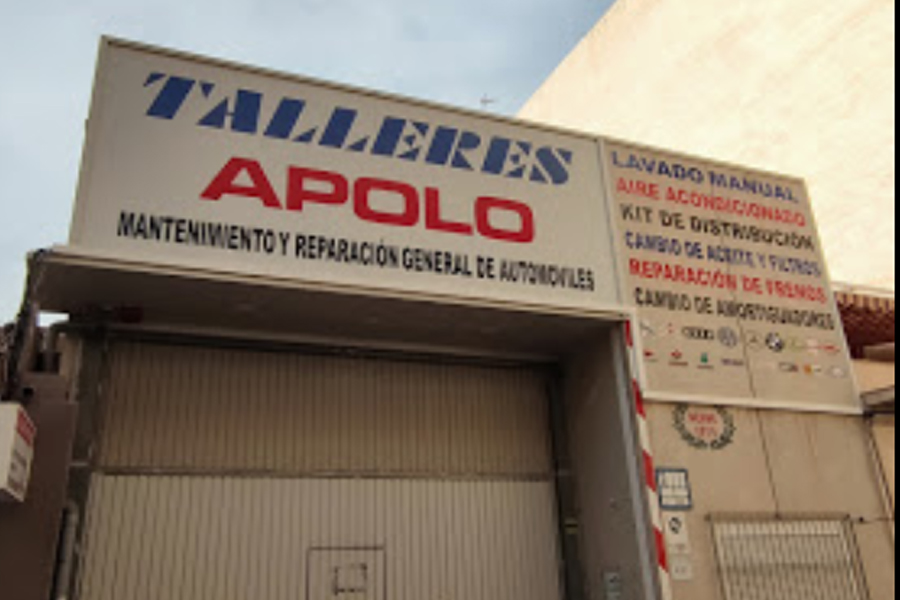 TALLERES
APOLO
MANTENIMIENTO Y REPARACIÓN GENERAL DE AUTOMOVILES
LAVADO MANUAL
AIRE ACONDICIONADO
KIT DE DISTRIBUCIÓN
CAMBIO DE ACEITE Y FILTROS
REPARACIÓN DE FRENOS
CAMBIO DE AMORTIGUADORES